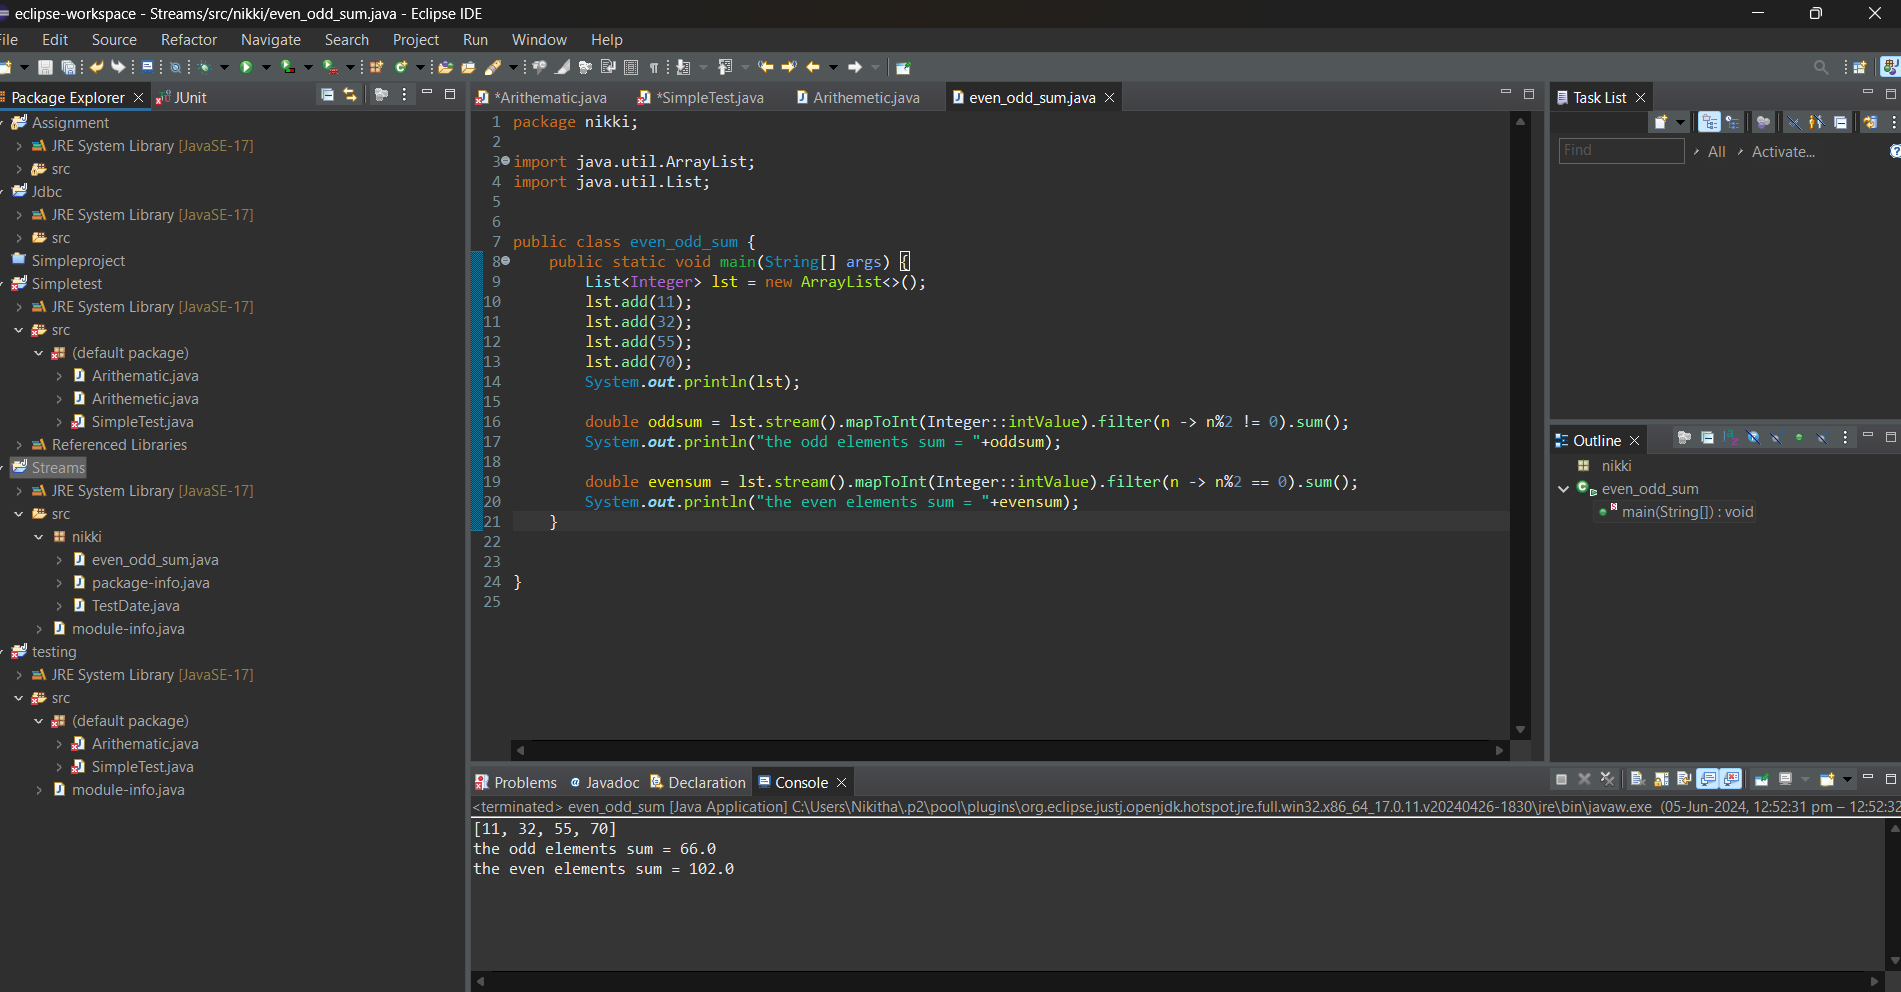 eclipse-workspace - Streams/src/nikki/even_odd_sum.java - Eclipse IDE
ile Edit Source Refactor Navigate Search Project Run Window Help
Package Explorer
JUnit
Assignment
JRE System Library [JavaSE-17]
src
Jdbc
JRE System Library [JavaSE-17]
src
Simpleproject
Simpletest
JRE System Library [JavaSE-17]
src
(default package)
Arithematic.java
Arithemetic.java
SimpleTest.java
Referenced Libraries
Streams
JRE System Library [JavaSE-17]
src
nikki
even_odd_sum.java
package-info.java
TestDate.java
module-info.java
testing
JRE System Library [JavaSE-17]
src
(default package)
Arithematic.java
SimpleTest.java
module-info.java
*Arithematic.java
*SimpleTest.java
Arithemetic.java
even_odd_sum.java
1 package nikki;
2
3 import java.util.ArrayList;
4 import java.util.List;
5
6
7 public class even_odd_sum {
8 public static void main(String[] args) {
9 List<Integer> lst = new ArrayList<>();
10 lst.add(11);
11 lst.add(32);
12 lst.add(55);
13 lst.add(70);
14 System.out.println(lst);
15
16 double oddsum = lst.stream().mapToInt(Integer::intValue).filter(n -> n%2 != 0).sum();
17 System.out.println("the odd elements sum = "+oddsum);
18
19 double evensum = lst.stream().mapToInt(Integer::intValue).filter(n -> n%2 == 0).sum();
20 System.out.println("the even elements sum = "+evensum);
21 }
22
23
24 }
25
Task List
Find
All
Activate...
Outline
nikki
even_odd_sum
main(String[]) : void
Problems
Javadoc
Declaration
Console
<terminated> even_odd_sum [Java Application] C:\Users\Nikitha\.p2\pool\plugins\org.eclipse.justj.openjdk.hotspot.jre.full.win32.x86_64_17.0.11.v20240426-1830\jre\bin\javaw.exe (05-Jun-2024, 12:52:31 pm – 12:52:32
[11, 32, 55, 70]
the odd elements sum = 66.0
the even elements sum = 102.0